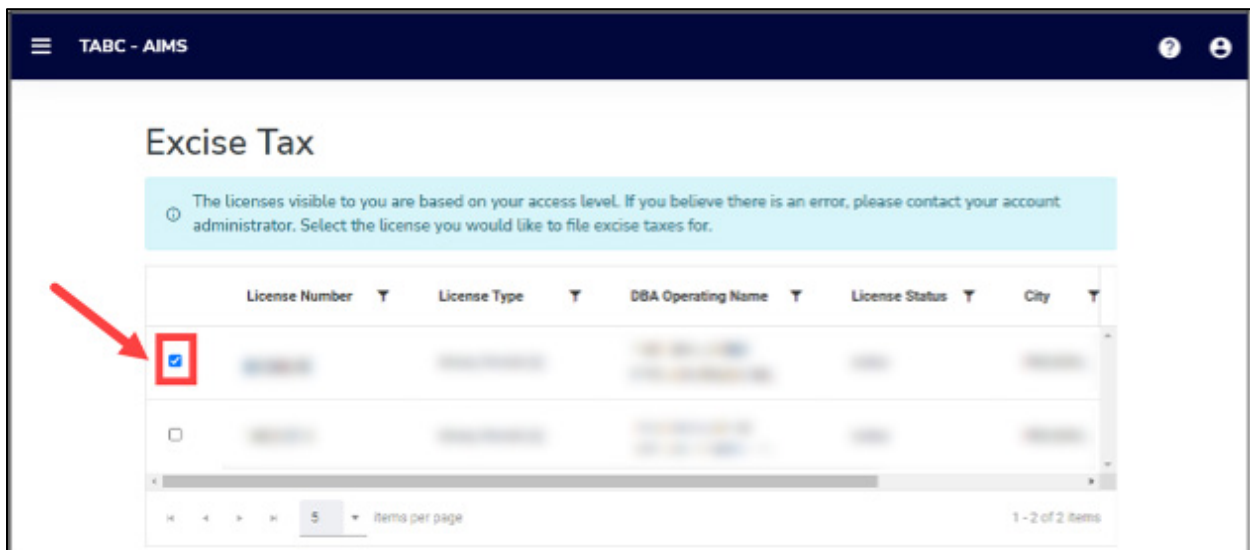 TABC - AIMS
Excise Tax
The licenses visible to you are based on your access level. If you believe there is an error, please contact your account
administrator. Select the license you would like to file excise taxes for.
License Number License Type DBA Operating Name License Status City
5 items per page 1 - 2 of 2 items